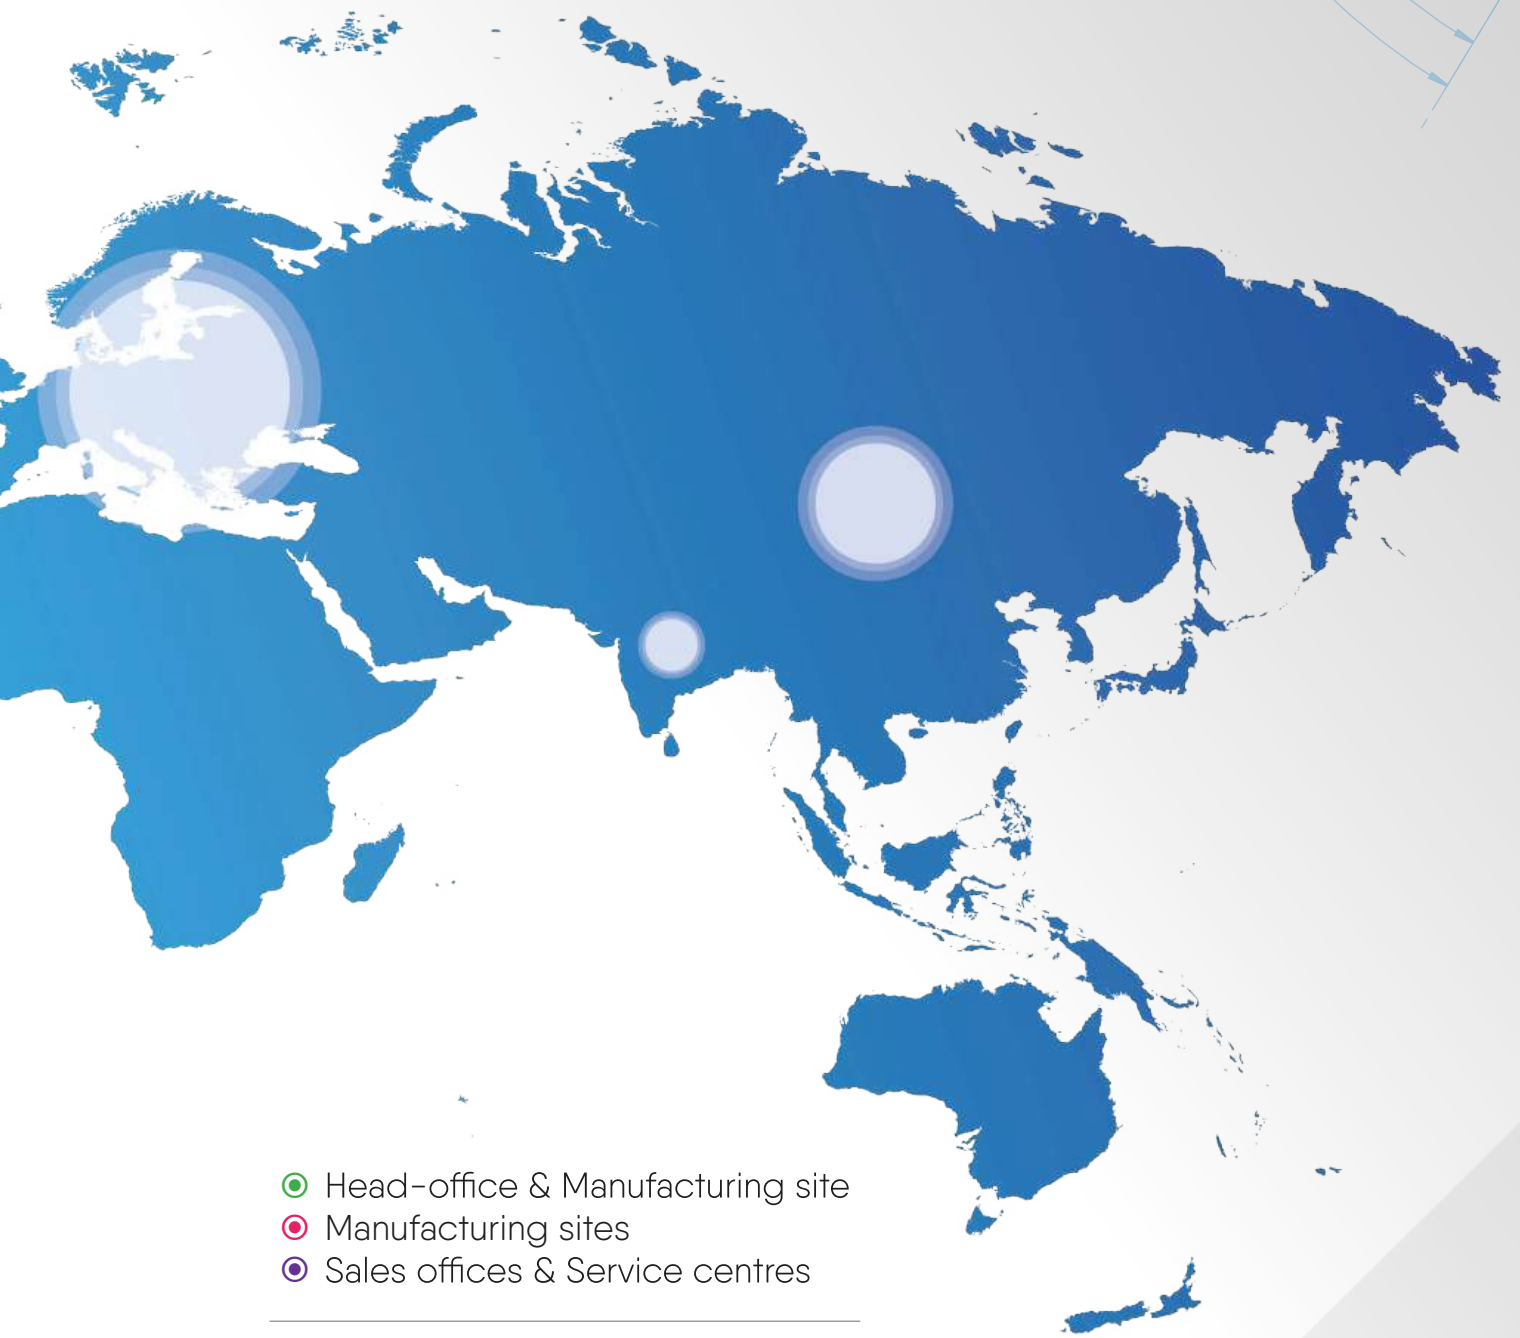 Head-office & Manufacturing site
Manufacturing sites
Sales offices & Service centres